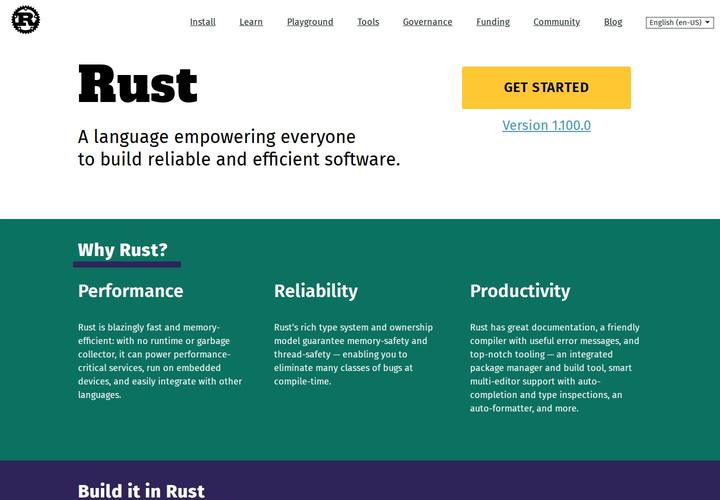 R
Install Learn Playground Tools Governance Funding Community Blog English (en-US)
Rust
GET STARTED
Version 1.100.0
A language empowering everyone
to build reliable and efficient software.
Why Rust?
Performance
Rust is blazingly fast and memory-
efficient: with no runtime or garbage
collector, it can power performance-
critical services, run on embedded
devices, and easily integrate with other
languages.
Reliability
Rust's rich type system and ownership
model guarantee memory-safety and
thread-safety — enabling you to
eliminate many classes of bugs at
compile-time.
Productivity
Rust has great documentation, a friendly
compiler with useful error messages, and
top-notch tooling — an integrated
package manager and build tool, smart
multi-editor support with auto-
completion and type inspections, an
auto-formatter, and more.
Build it in Rust